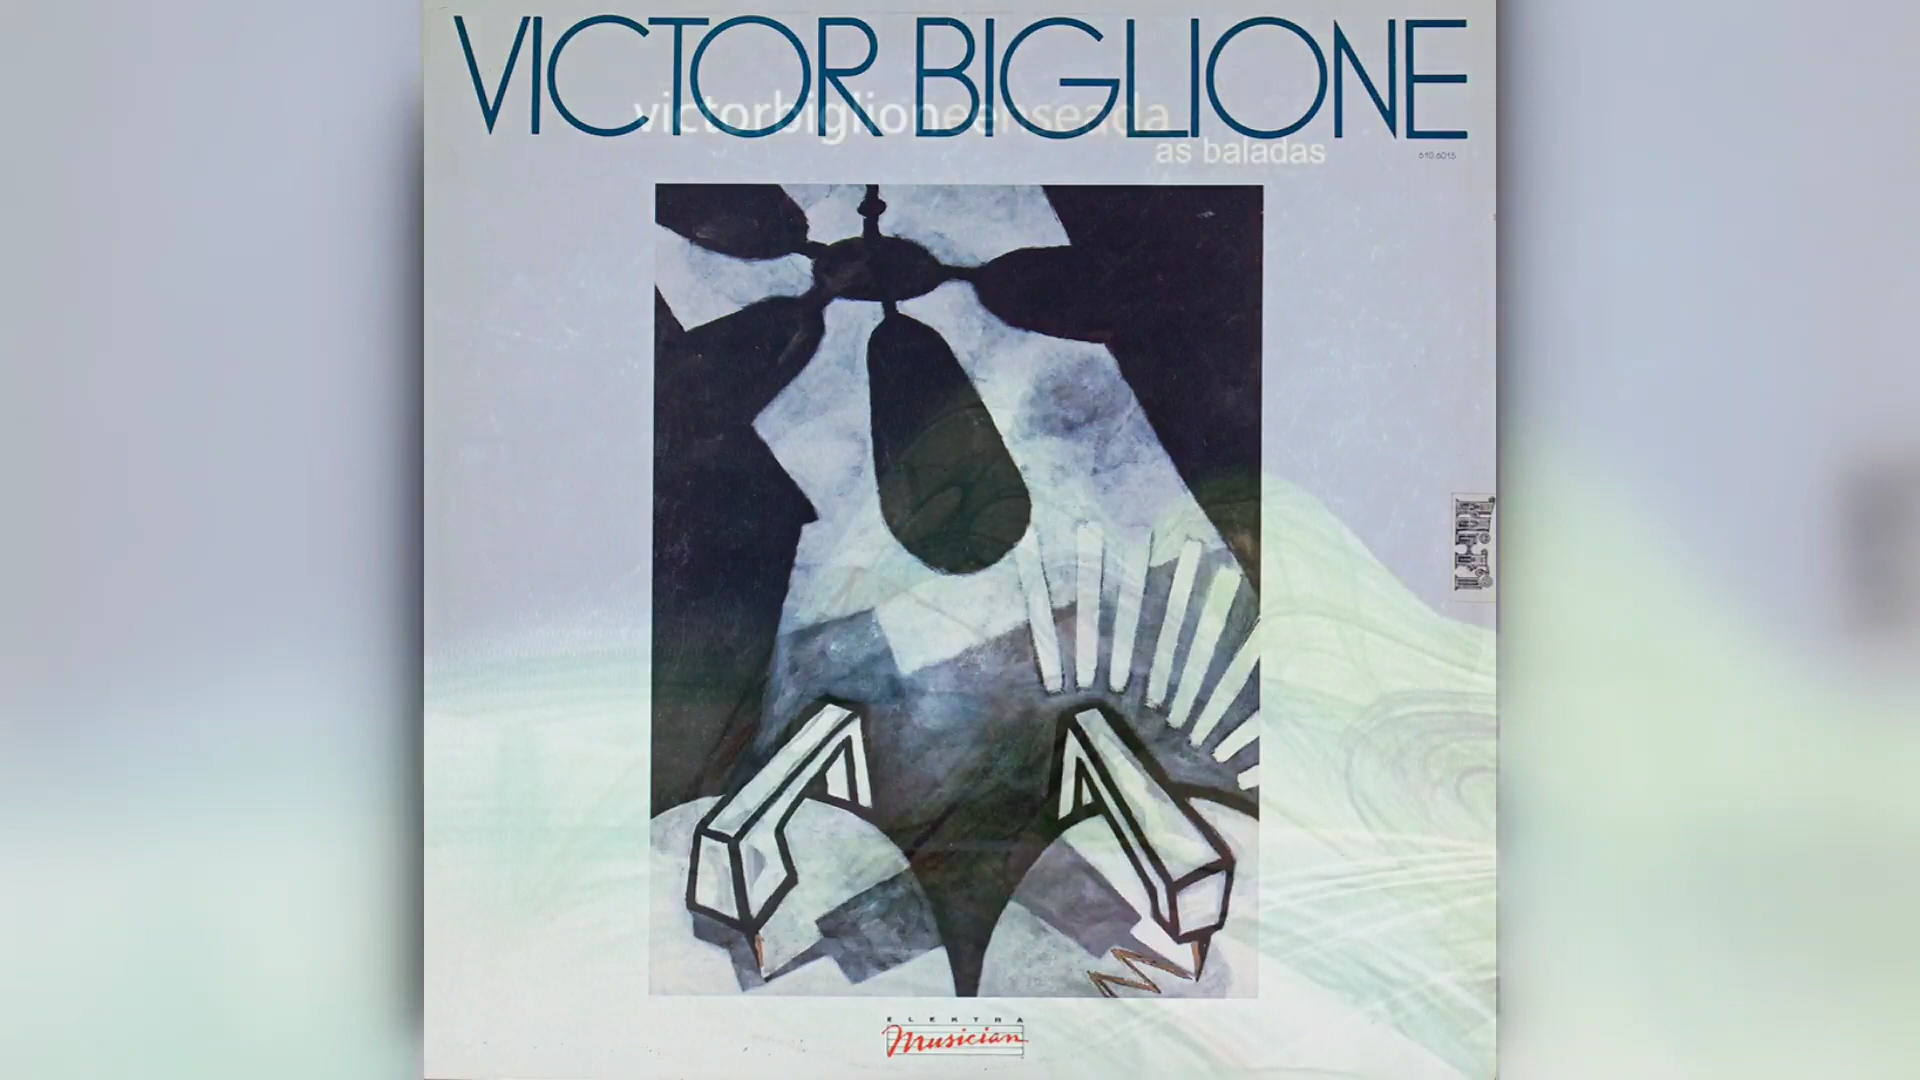 VICTOR BIGLIONE
victorbiglioneenseada
as baladas
610.6015
ELEKTRA
Musician